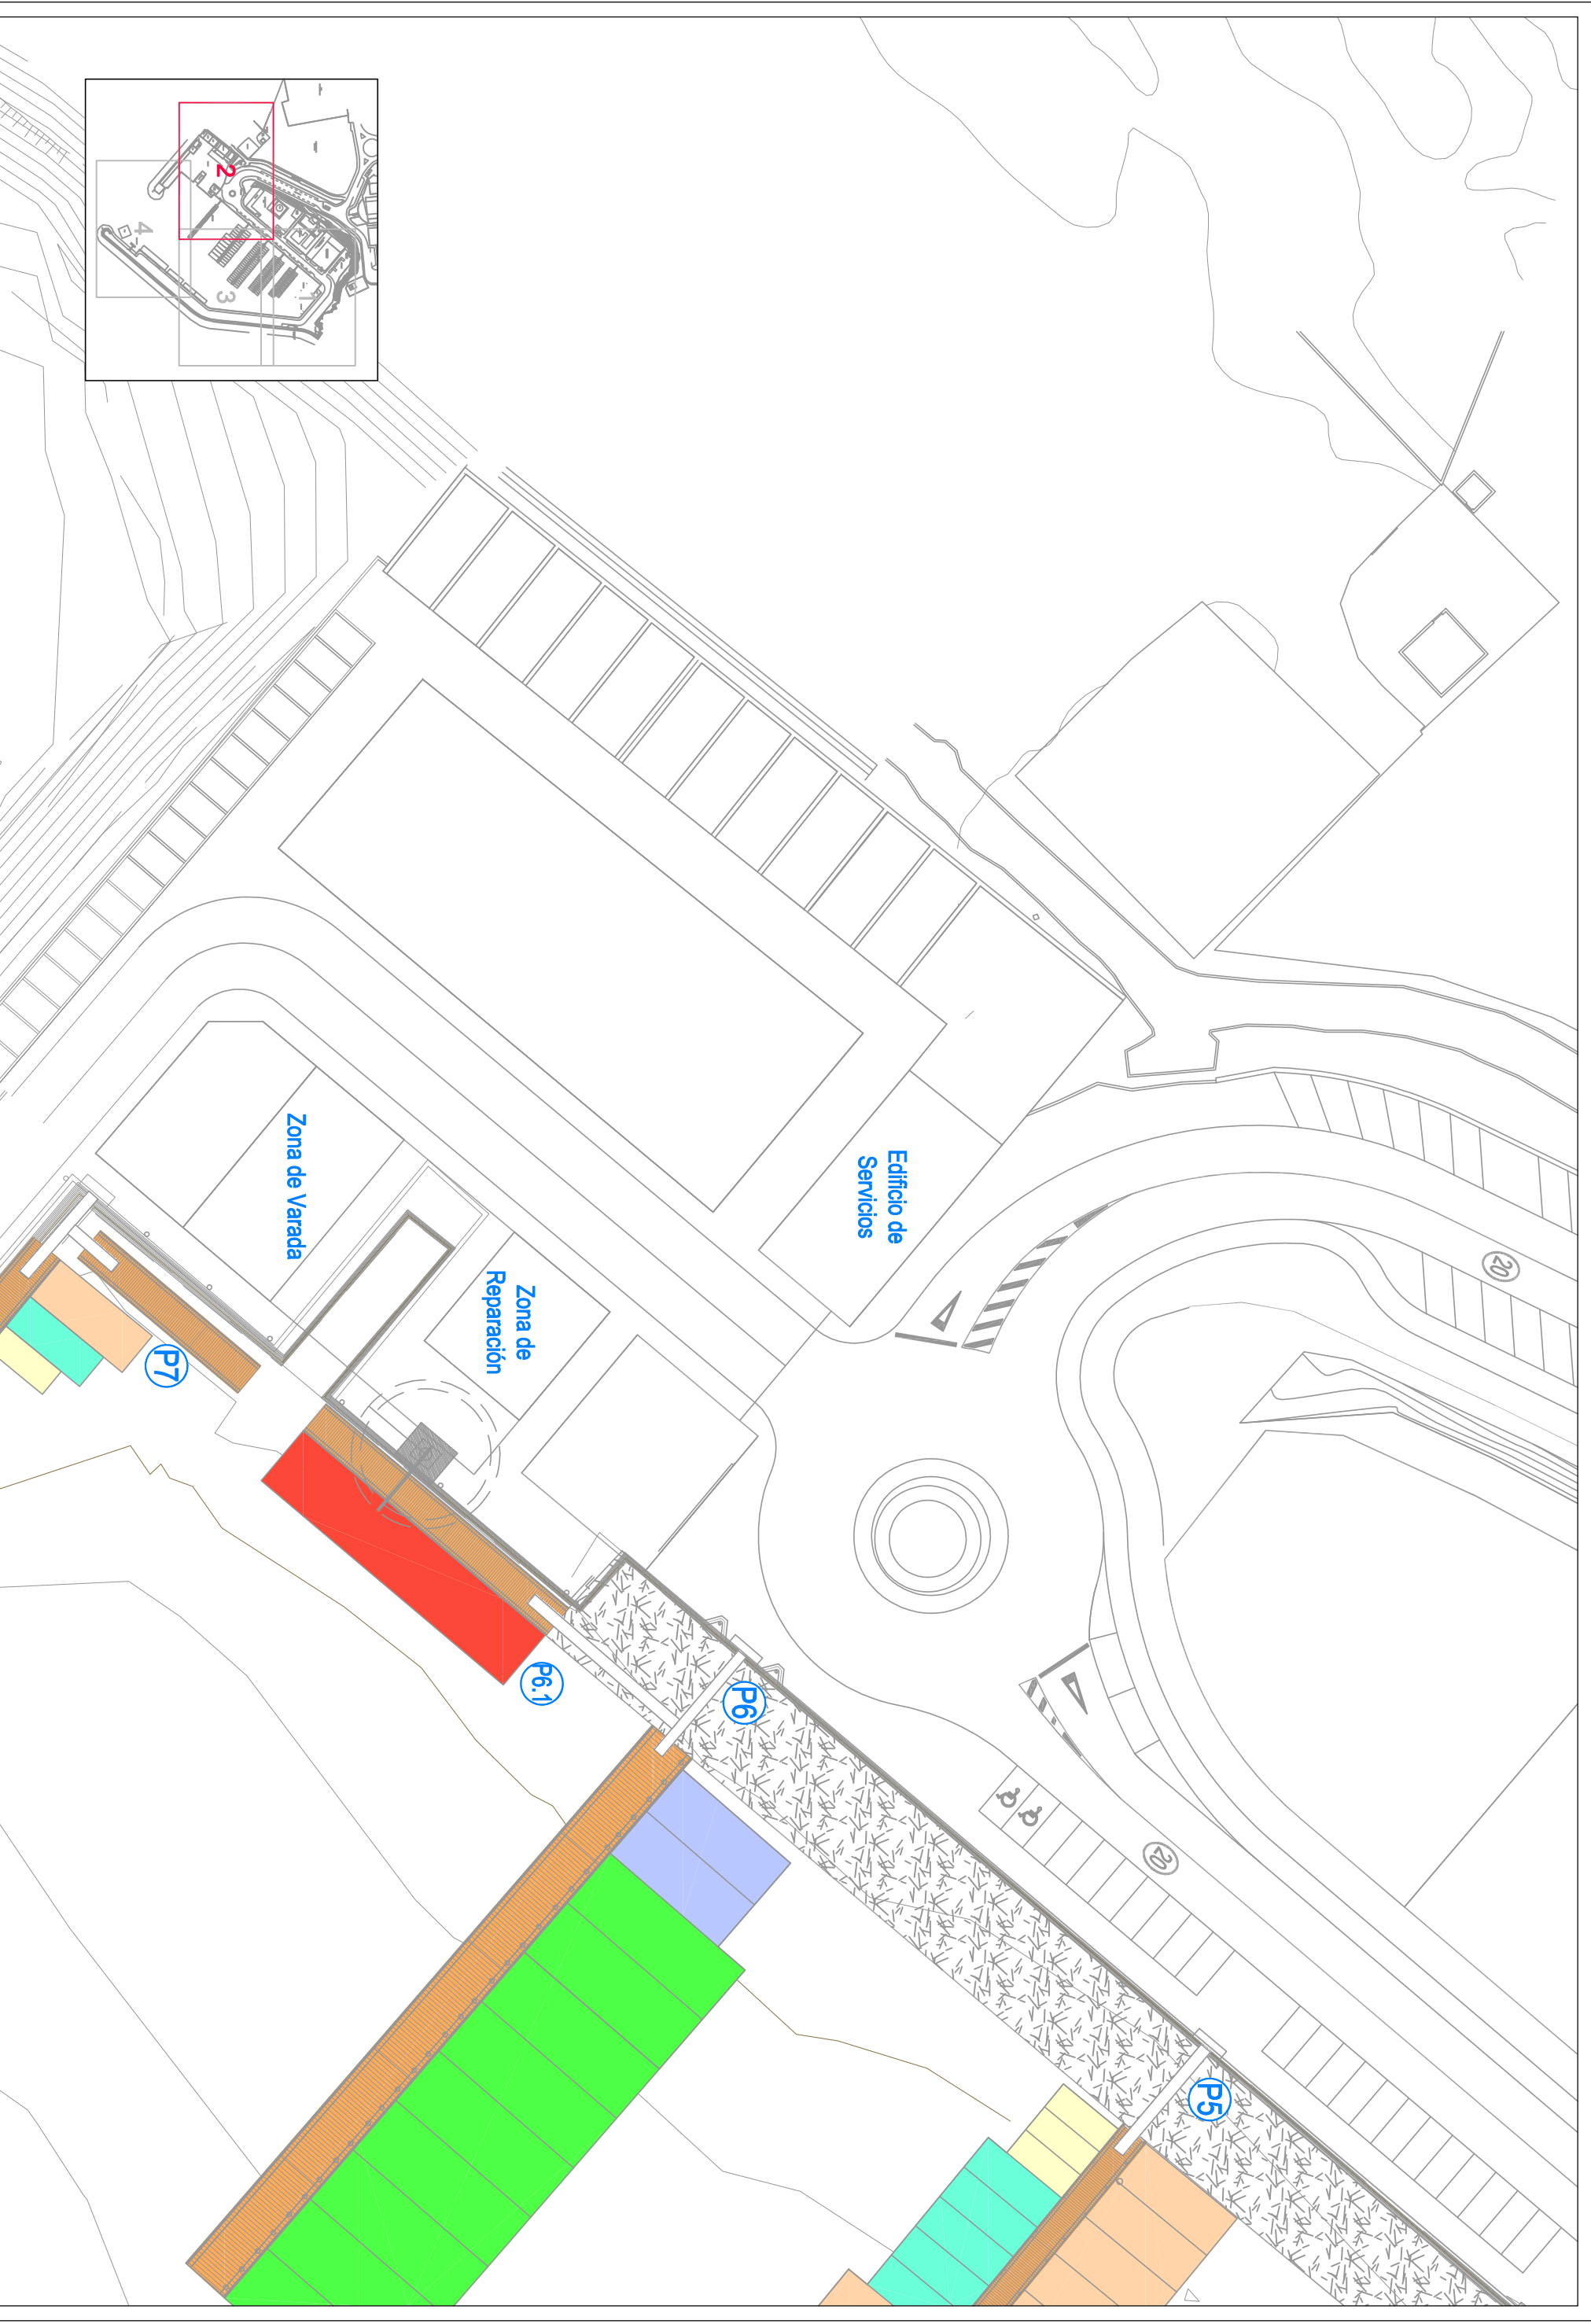 2
4
3
1
20
Edificio de
Servicios
Zona de Varada
Zona de
Reparación
P7
P6.1
P6
20
P5